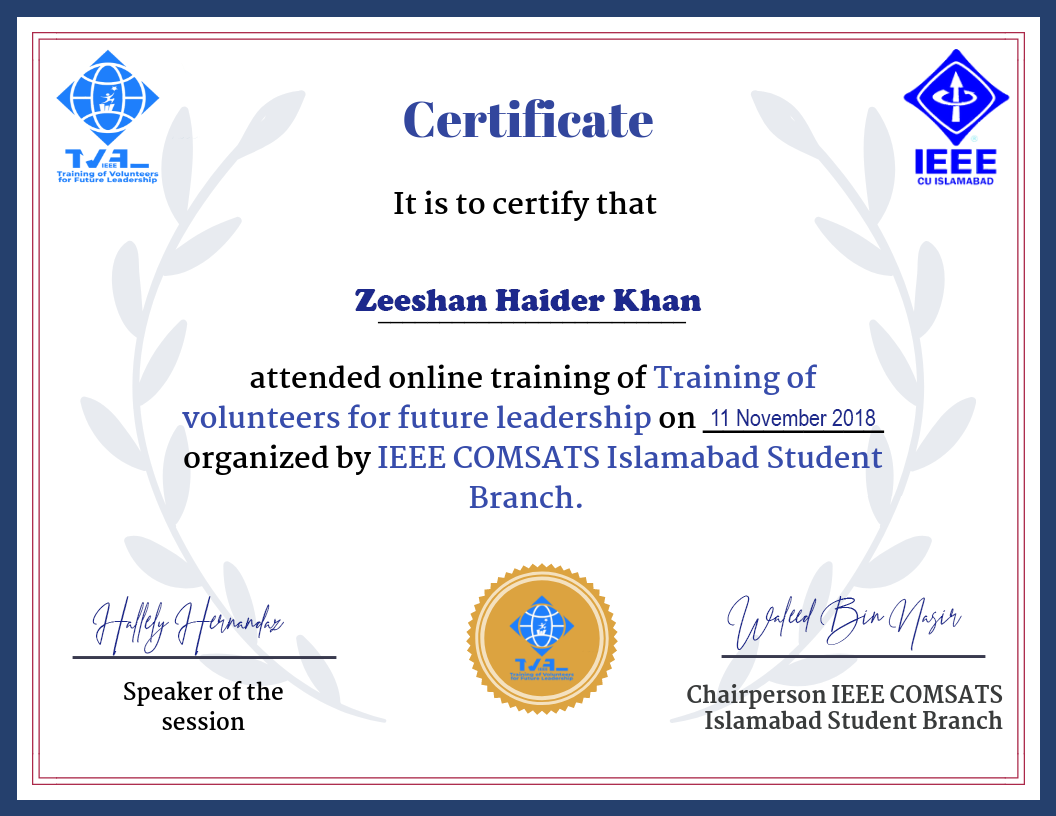 IEEE
Training of Volunteers
for Future Leadership
IEEE
CU ISLAMABAD
Certificate
It is to certify that
Zeeshan Haider Khan
attended online training of Training of
volunteers for future leadership on 11 November 2018
organized by IEEE COMSATS Islamabad Student
Branch.
Hallely Hernandaz
Speaker of the
session
IEEE
Training of Volunteers
for Future Leadership
Waleed Bin Nasir
Chairperson IEEE COMSATS
Islamabad Student Branch